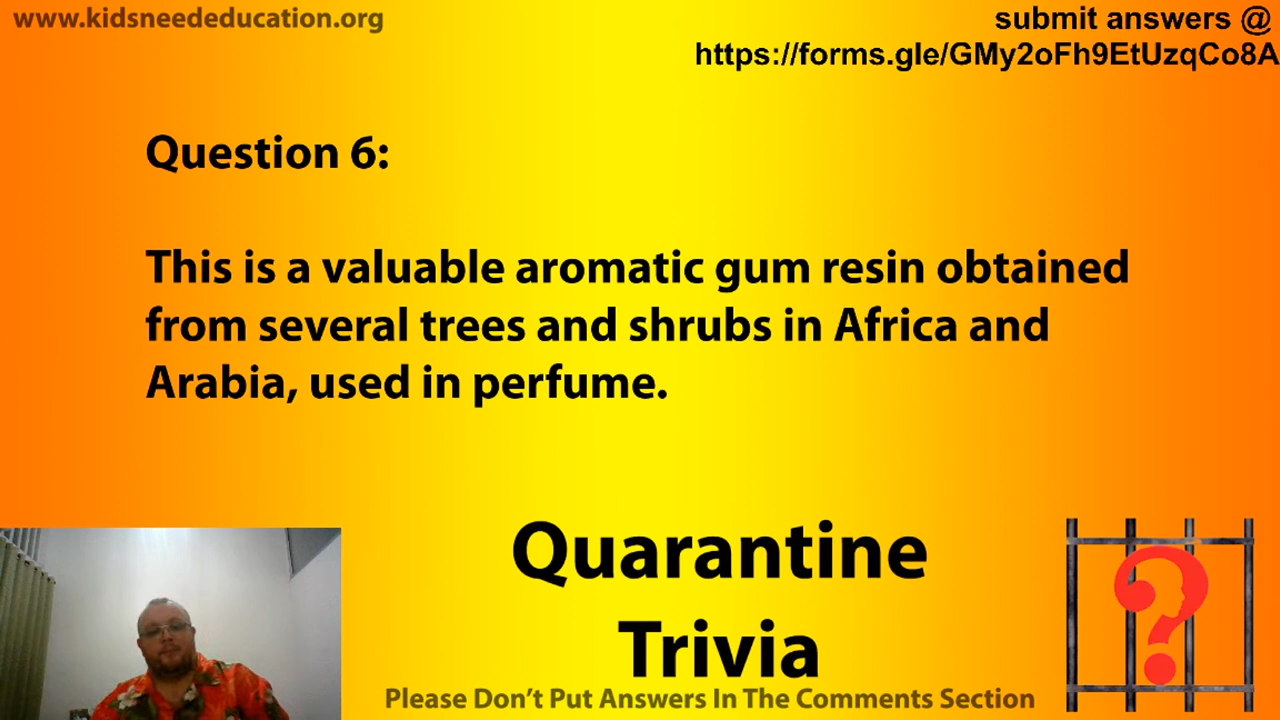 www.kidsneededucation.org
submit answers @
https://forms.gle/GMy2oFh9EtUzqCo8A
Question 6:
This is a valuable aromatic gum resin obtained
from several trees and shrubs in Africa and
Arabia, used in perfume.
Quarantine
Trivia
Please Don’t Put Answers In The Comments Section